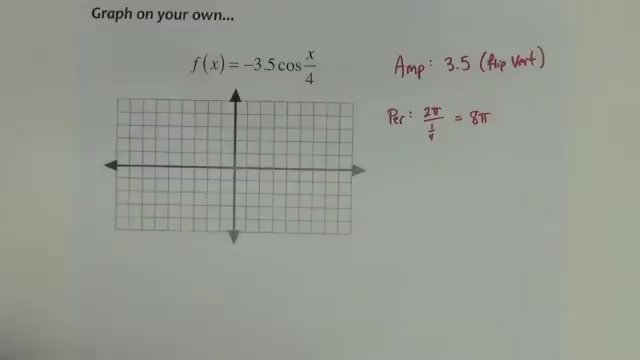 Graph on your own...
f(x) = −3.5 cos x/4
Amp: 3.5 (flip vert)
Per: 2π/(1/4) = 8π